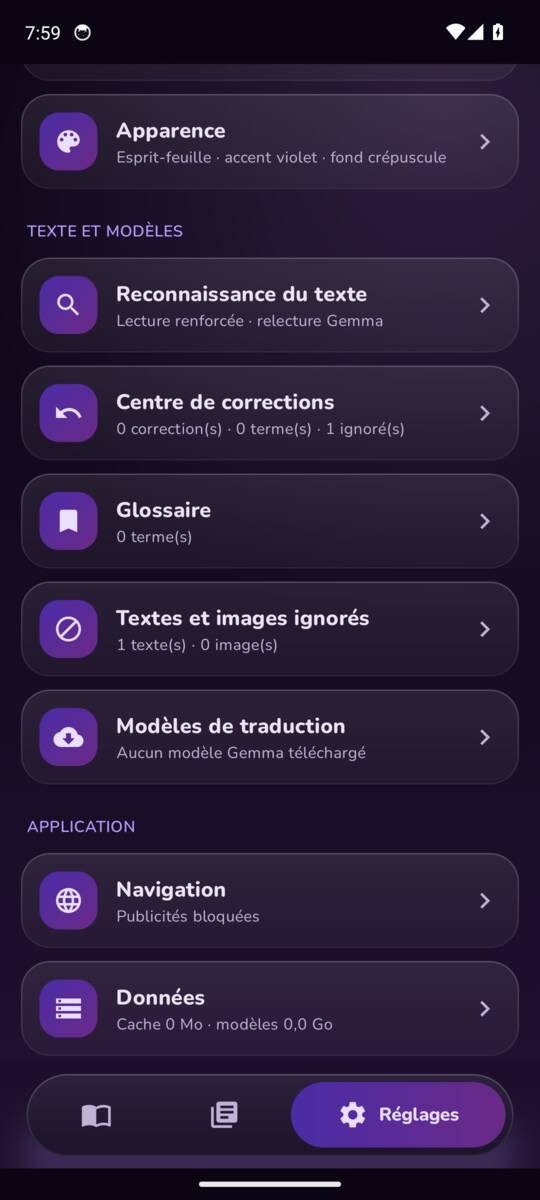 7:59
Apparence
Esprit-feuille · accent violet · fond crépuscule
TEXTE ET MODÈLES
Reconnaissance du texte
Lecture renforcée · relecture Gemma
Centre de corrections
0 correction(s) · 0 terme(s) · 1 ignoré(s)
Glossaire
0 terme(s)
Textes et images ignorés
1 texte(s) · 0 image(s)
Modèles de traduction
Aucun modèle Gemma téléchargé
APPLICATION
Navigation
Publicités bloquées
Données
Cache 0 Mo · modèles 0,0 Go
Réglages